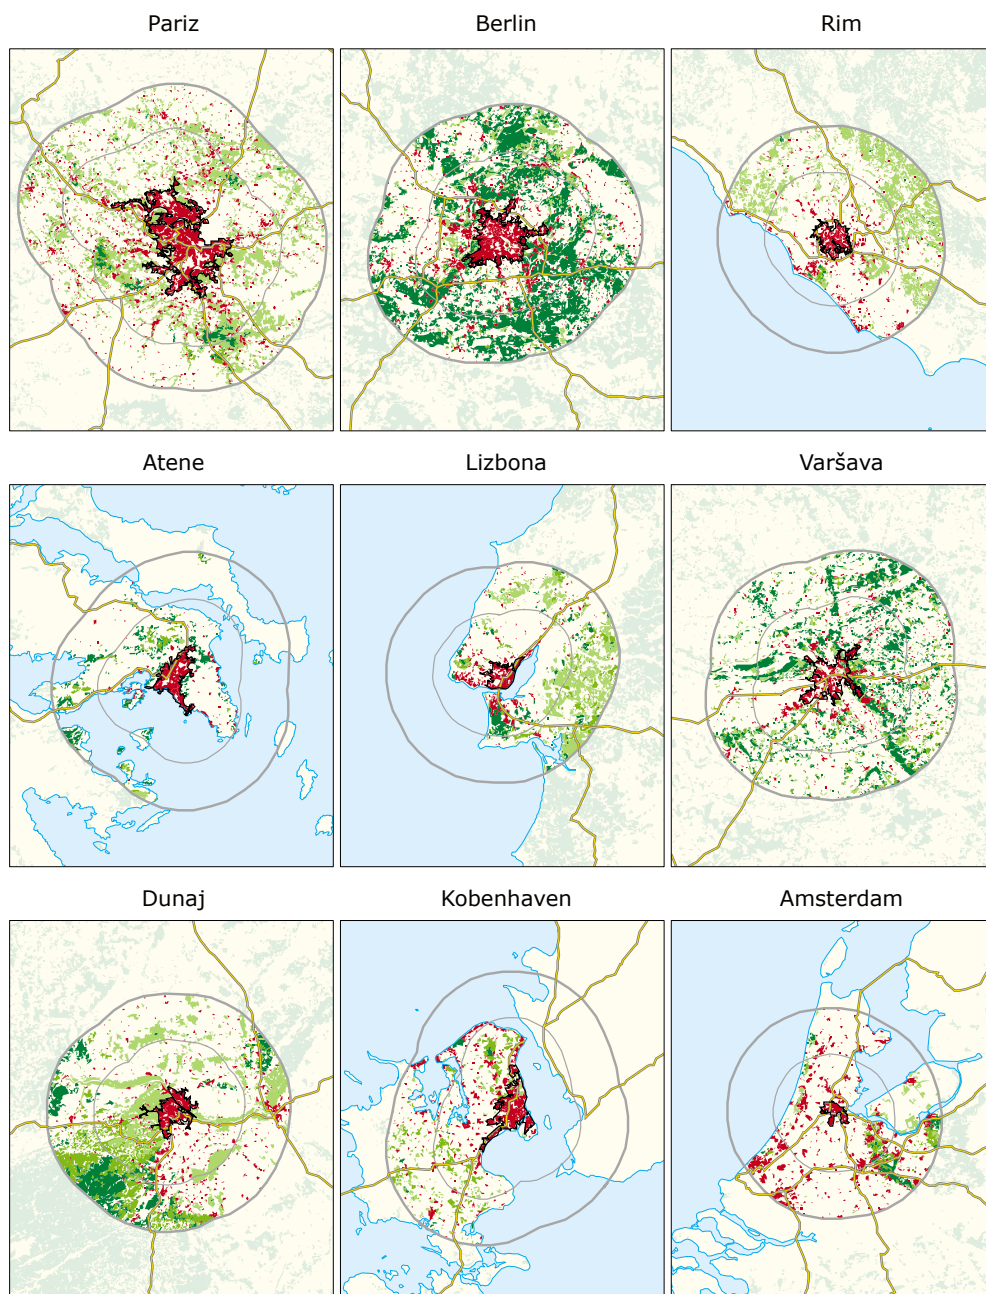 Pariz
Berlin
Rim
Atene
Lizbona
Varšava
Dunaj
Kobenhaven
Amsterdam